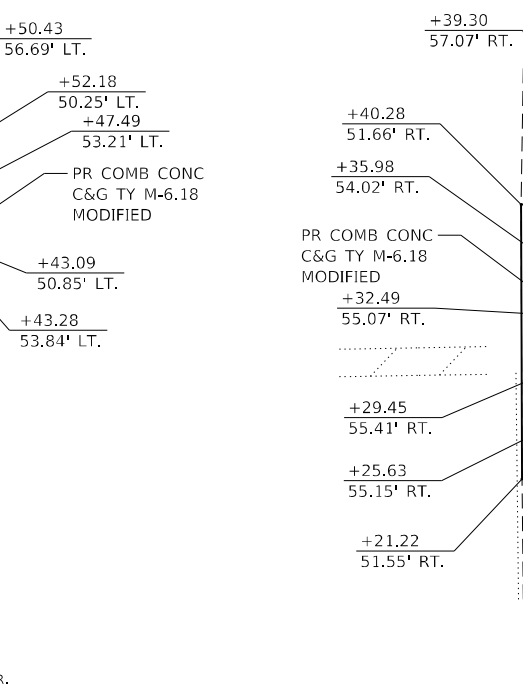 +50.43
56.69' LT.
+52.18
50.25' LT.
+47.49
53.21' LT.
PR COMB CONC
C&G TY M-6.18
MODIFIED
+43.09
50.85' LT.
+43.28
53.84' LT.
+39.30
57.07' RT.
+40.28
51.66' RT.
+35.98
54.02' RT.
PR COMB CONC
C&G TY M-6.18
MODIFIED
+32.49
55.07' RT.
+29.45
55.41' RT.
+25.63
55.15' RT.
+21.22
51.55' RT.